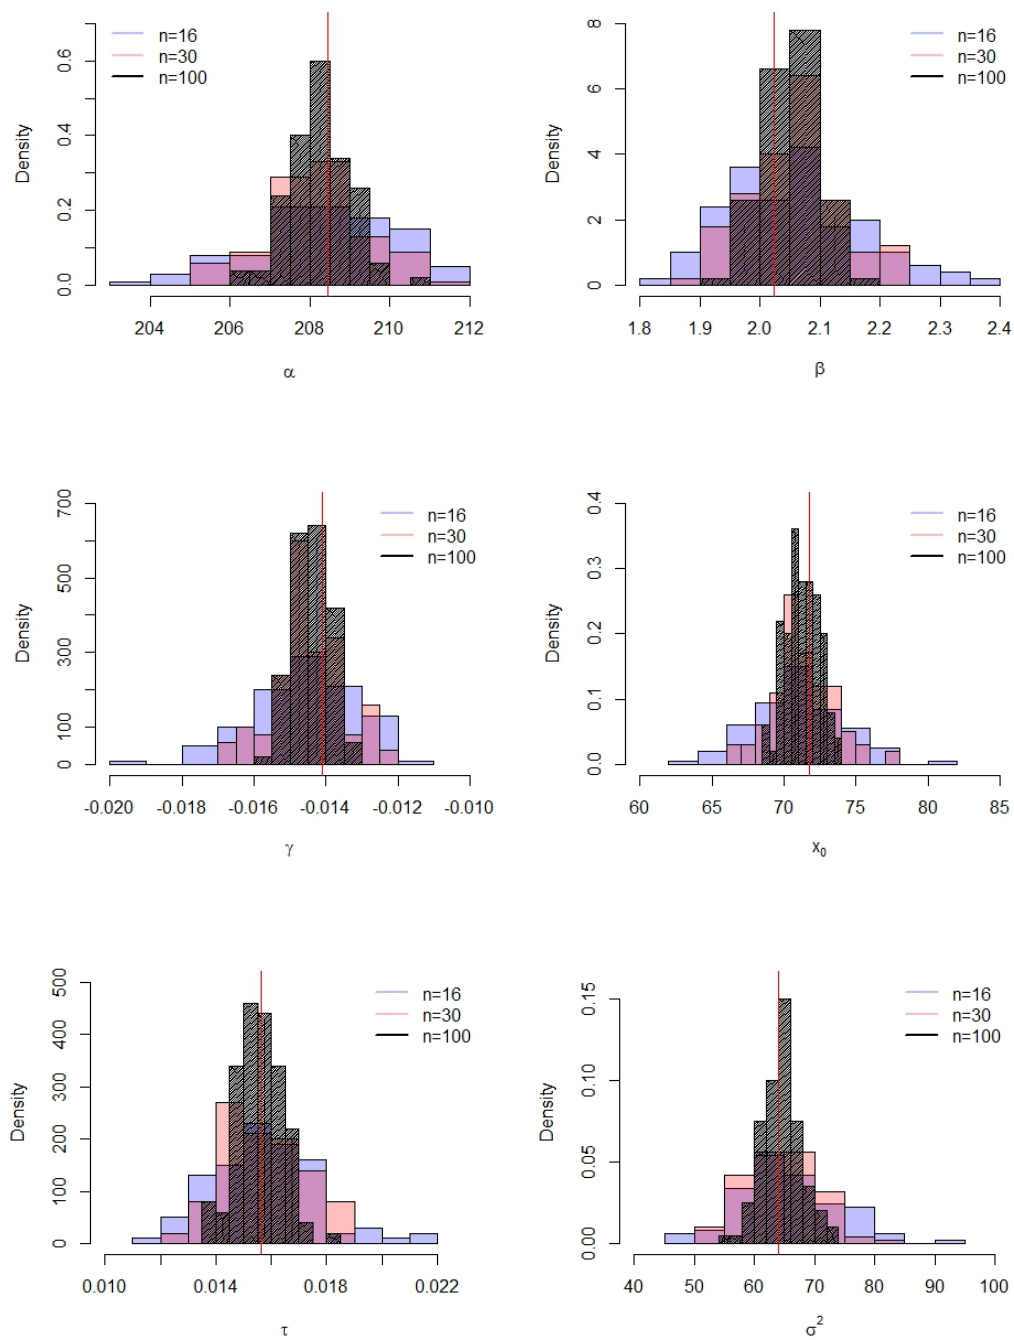 n=16
n=30
n=100
Density
0.0
0.2
0.4
0.6
204
206
208
210
212
α
n=16
n=30
n=100
Density
0
2
4
6
8
1.8
1.9
2.0
2.1
2.2
2.3
2.4
β
n=16
n=30
n=100
Density
0
100
300
500
700
-0.020
-0.018
-0.016
-0.014
-0.012
-0.010
γ
n=16
n=30
n=100
Density
0.0
0.1
0.2
0.3
0.4
60
65
70
75
80
85
x₀
n=16
n=30
n=100
Density
0
100
200
300
400
500
0.010
0.014
0.018
0.022
τ
n=16
n=30
n=100
Density
0.00
0.05
0.10
0.15
40
50
60
70
80
90
100
σ²